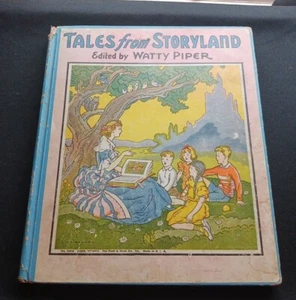 TALES from STORYLAND
Edited by WATTY PIPER